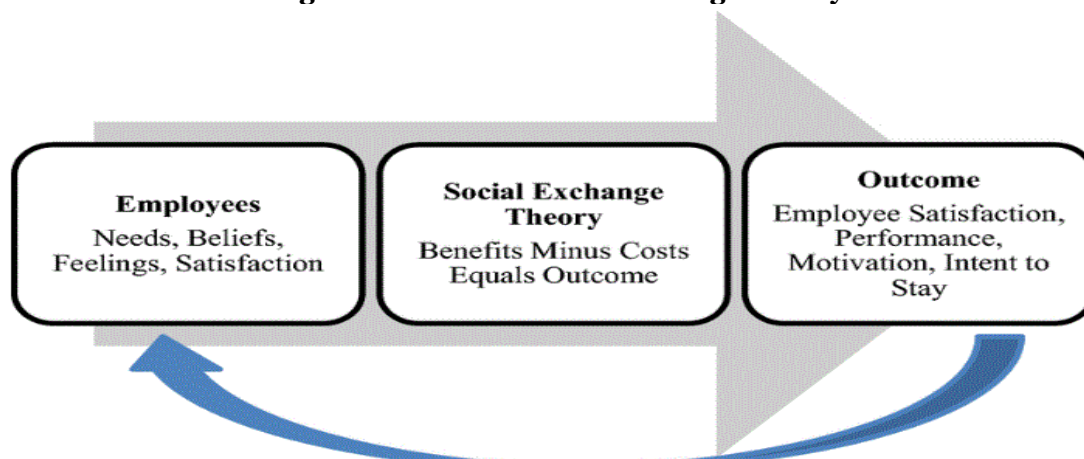 Employees
Needs, Beliefs,
Feelings, Satisfaction
Social Exchange
Theory
Benefits Minus Costs
Equals Outcome
Outcome
Employee Satisfaction,
Performance,
Motivation, Intent to
Stay